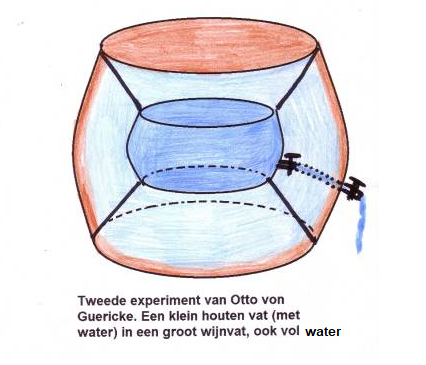 Tweede experiment van Otto von
Guericke. Een klein houten vat (met
water) in een groot wijnvat, ook vol water